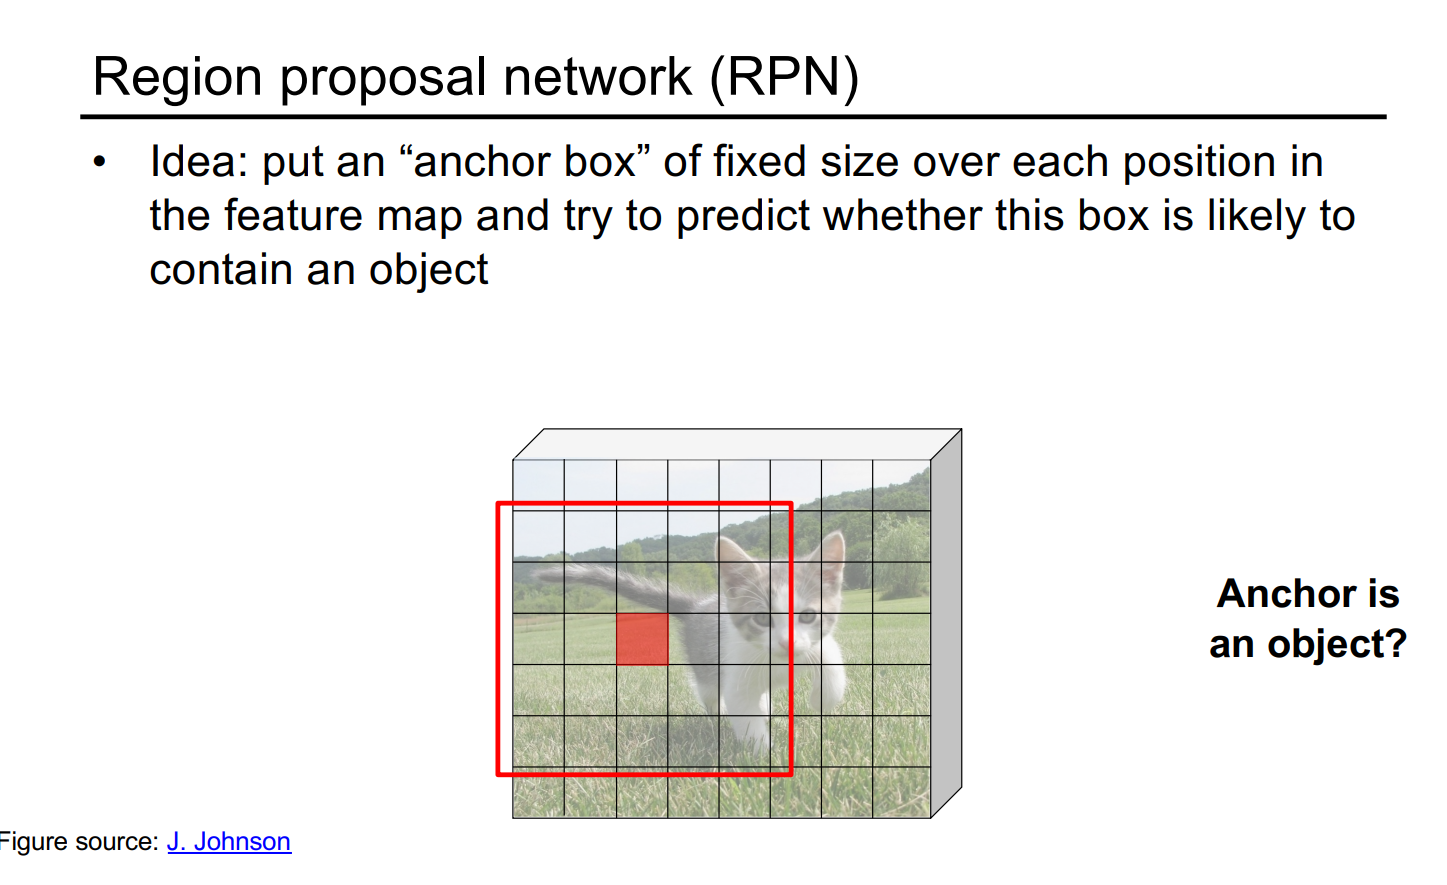 Region proposal network (RPN)
• Idea: put an “anchor box” of fixed size over each position in
the feature map and try to predict whether this box is likely to
contain an object
Anchor is
an object?
Figure source: J. Johnson